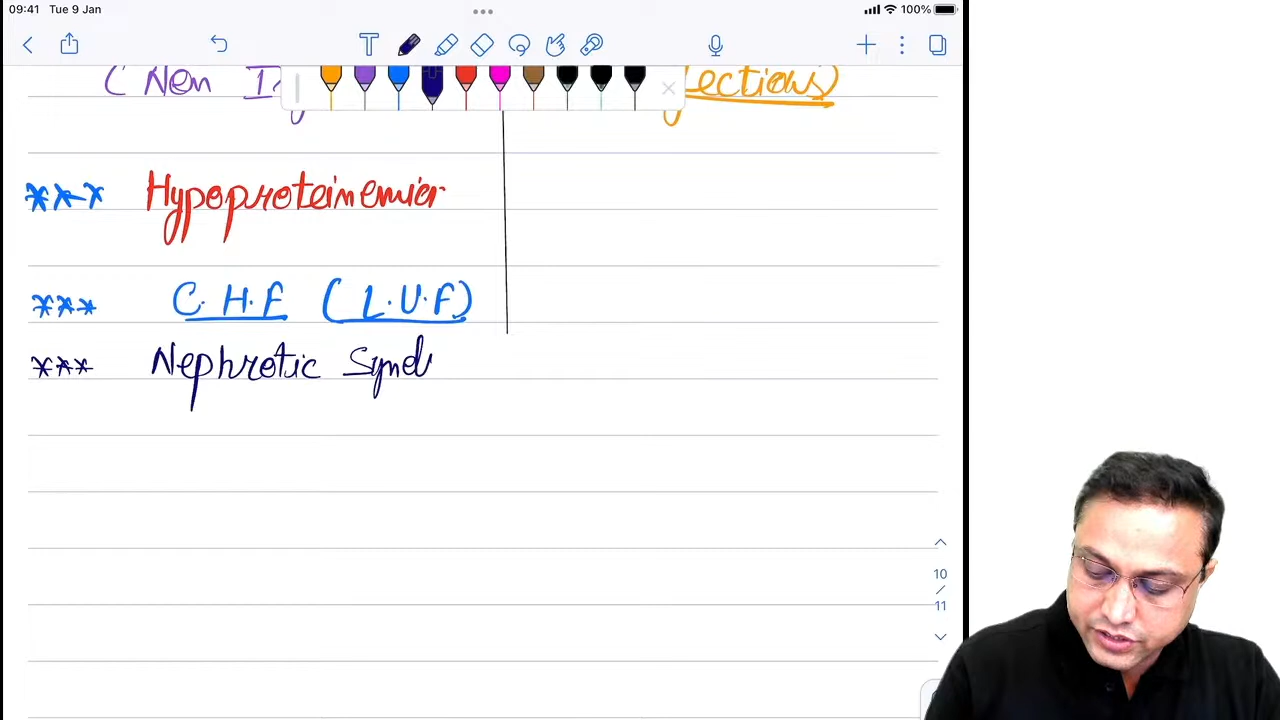 09:41 Tue 9 Jan
100%
T
( Non
ections)
*** Hypoproteinemia
*** C.H.F (L.V.F)
*** Nephrotic Synd
10
/
11